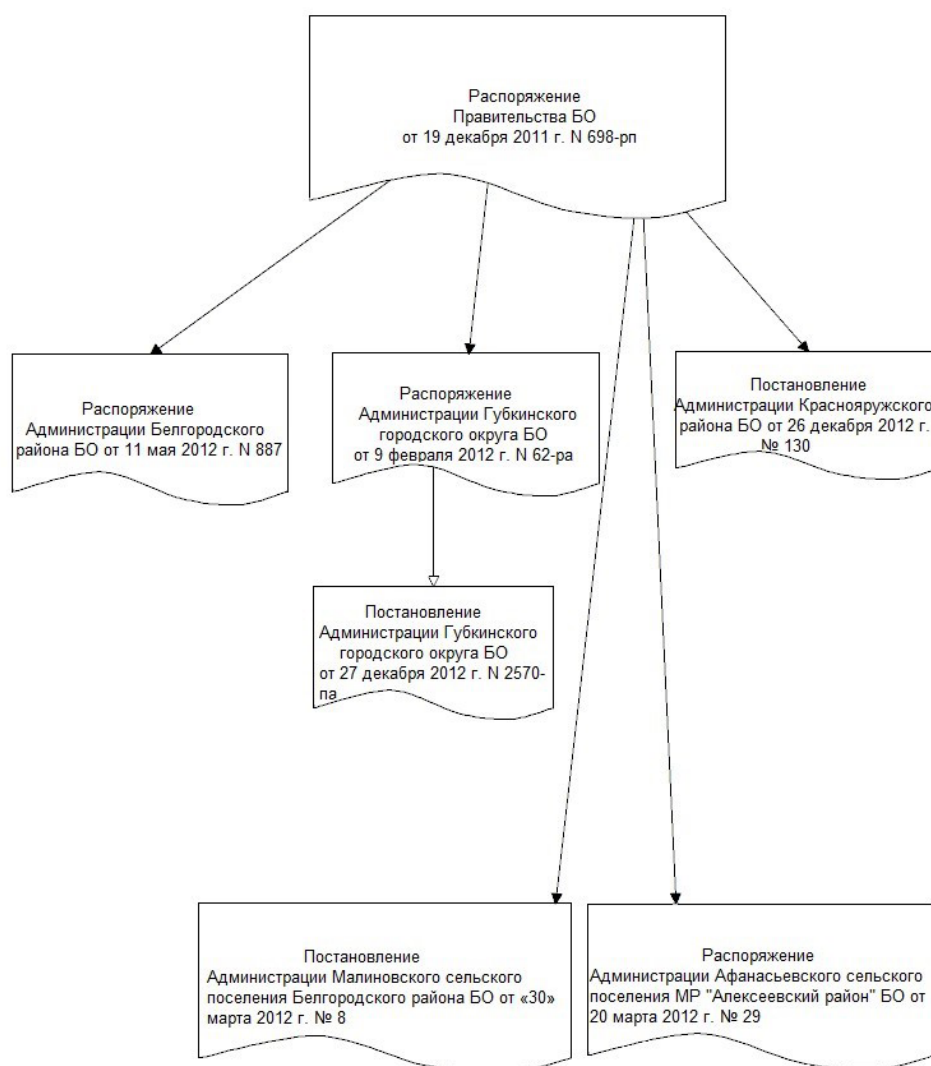 Распоряжение
Правительства БО
от 19 декабря 2011 г. N 698-рп
Распоряжение
Администрации Белгородского
района БО от 11 мая 2012 г. N 887
Распоряжение
Администрации Губкинского
городского округа БО
от 9 февраля 2012 г. N 62-ра
Постановление
Администрации Краснояружского
района БО от 26 декабря 2012 г.
№ 130
Постановление
Администрации Губкинского
городского округа БО
от 27 декабря 2012 г. N 2570-
па
Постановление
Администрации Малиновского сельского
поселения Белгородского района БО от «30»
марта 2012 г. № 8
Распоряжение
Администрации Афанасьевского сельского
поселения МР "Алексеевский район" БО от
20 марта 2012 г. № 29